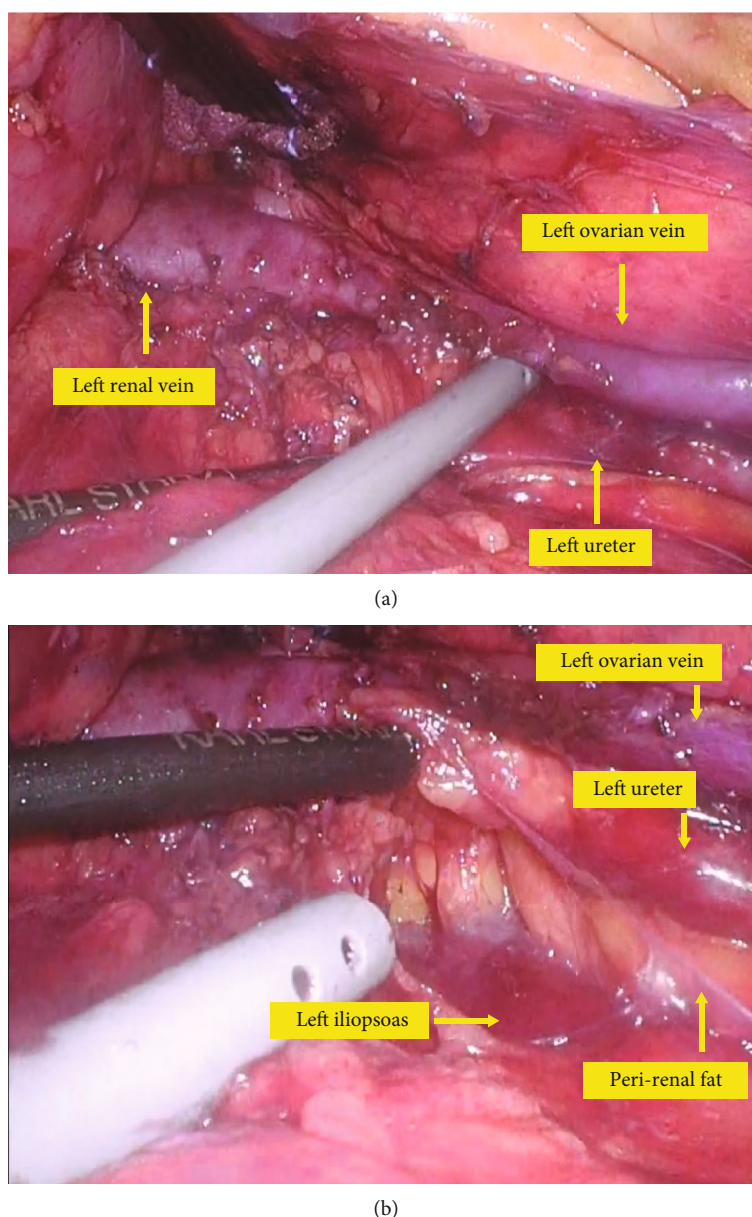 Left ovarian vein
Left renal vein
Left ureter
(a)
Left ovarian vein
Left ureter
Left iliopsoas
Peri-renal fat
(b)